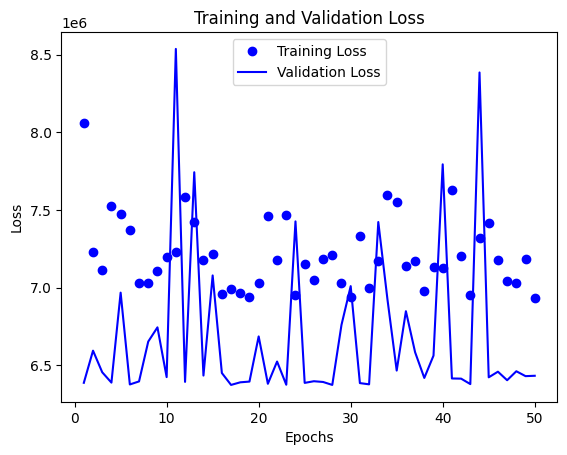 Training and Validation Loss
1e6
Training Loss
Validation Loss
8.5
8.0
7.5
7.0
6.5
Loss
0 10 20 30 40 50
Epochs